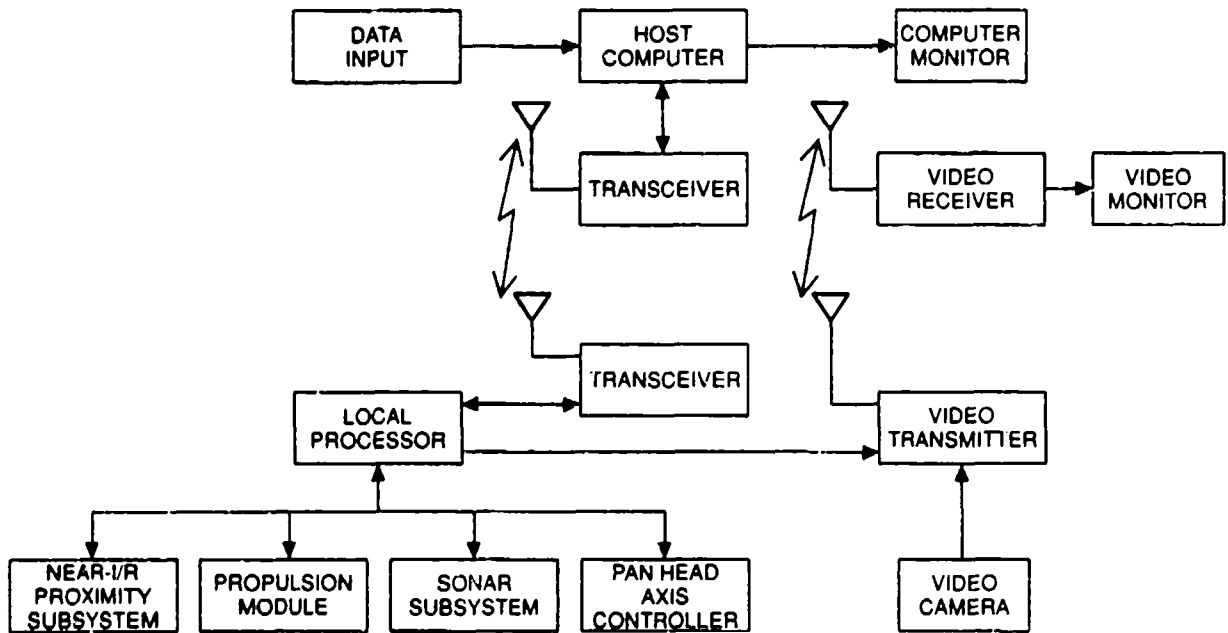 DATA
INPUT
HOST
COMPUTER
COMPUTER
MONITOR
TRANSCEIVER
VIDEO
RECEIVER
VIDEO
MONITOR
TRANSCEIVER
LOCAL
PROCESSOR
VIDEO
TRANSMITTER
NEAR-I/R
PROXIMITY
SUBSYSTEM
PROPULSION
MODULE
SONAR
SUBSYSTEM
PAN HEAD
AXIS
CONTROLLER
VIDEO
CAMERA